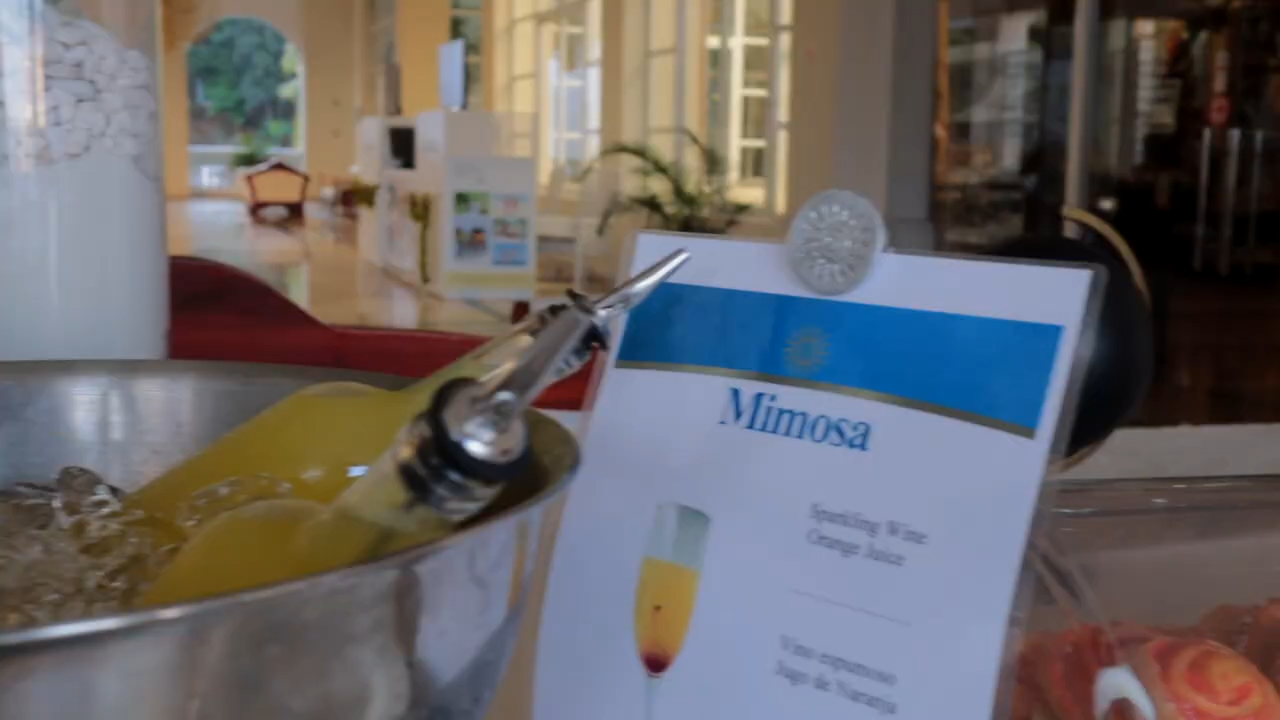 Mimosa
Sparkling Wine
Orange Juice
Vino espumoso
Jugo de Naranja